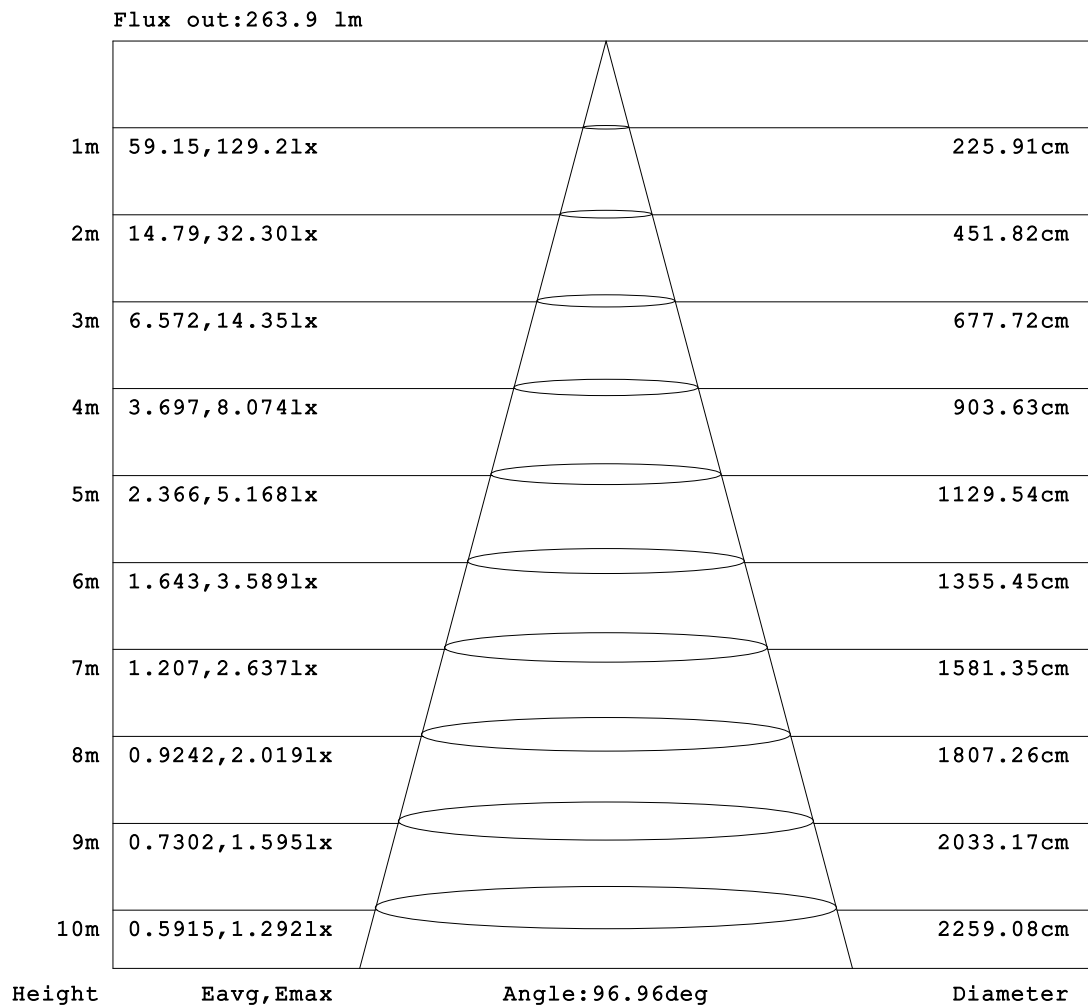 Flux out:263.9 lm
1m 59.15,129.2lx 225.91cm
2m 14.79,32.30lx 451.82cm
3m 6.572,14.35lx 677.72cm
4m 3.697,8.074lx 903.63cm
5m 2.366,5.168lx 1129.54cm
6m 1.643,3.589lx 1355.45cm
7m 1.207,2.637lx 1581.35cm
8m 0.9242,2.019lx 1807.26cm
9m 0.7302,1.595lx 2033.17cm
10m 0.5915,1.292lx 2259.08cm
Height Eavg,Emax Angle:96.96deg Diameter